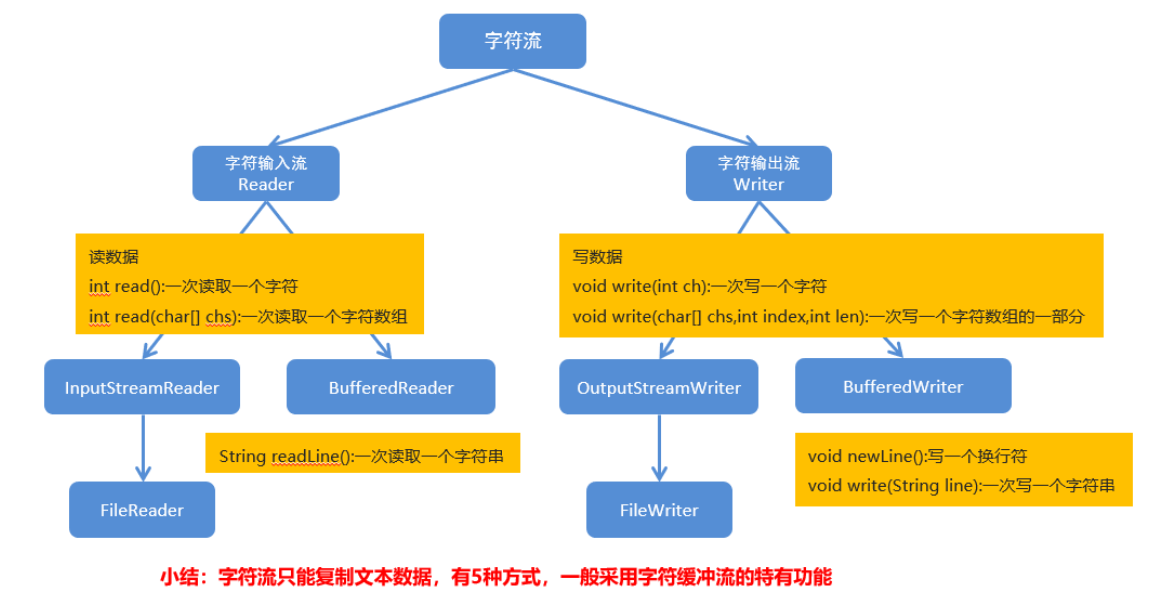 字符流
字符输入流
Reader
字符输出流
Writer
读数据
int read():一次读取一个字符
int read(char[] chs):一次读取一个字符数组
写数据
void write(int ch):一次写一个字符
void write(char[] chs,int index,int len):一次写一个字符数组的一部分
InputStreamReader
BufferedReader
OutputStreamWriter
BufferedWriter
String readLine():一次读取一个字符串
void newLine():写一个换行符
void write(String line):一次写一个字符串
FileReader
FileWriter
小结：字符流只能复制文本数据，有5种方式，一般采用字符缓冲流的特有功能